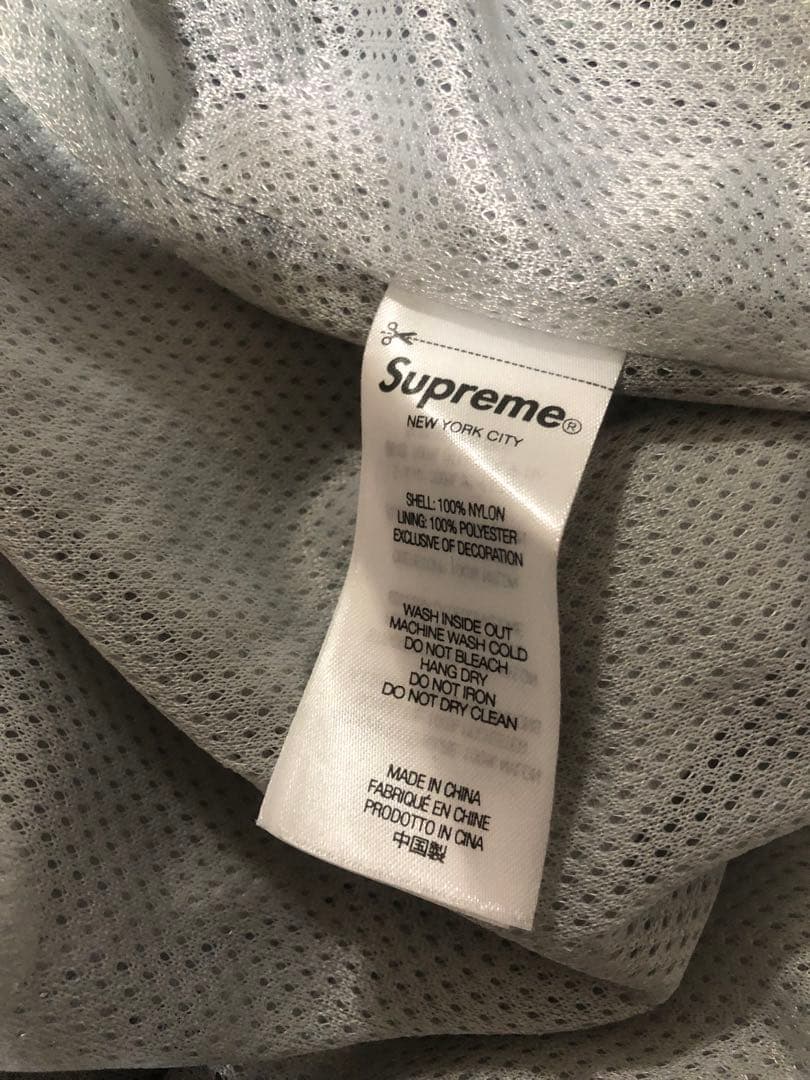 Supreme®
NEW YORK CITY
SHELL: 100% NYLON
LINING: 100% POLYESTER
EXCLUSIVE OF DECORATION
WASH INSIDE OUT
MACHINE WASH COLD
DO NOT BLEACH
HANG DRY
DO NOT IRON
DO NOT DRY CLEAN
MADE IN CHINA
FABRIQUÉ EN CHINE
PRODOTTO IN CINA
中国製